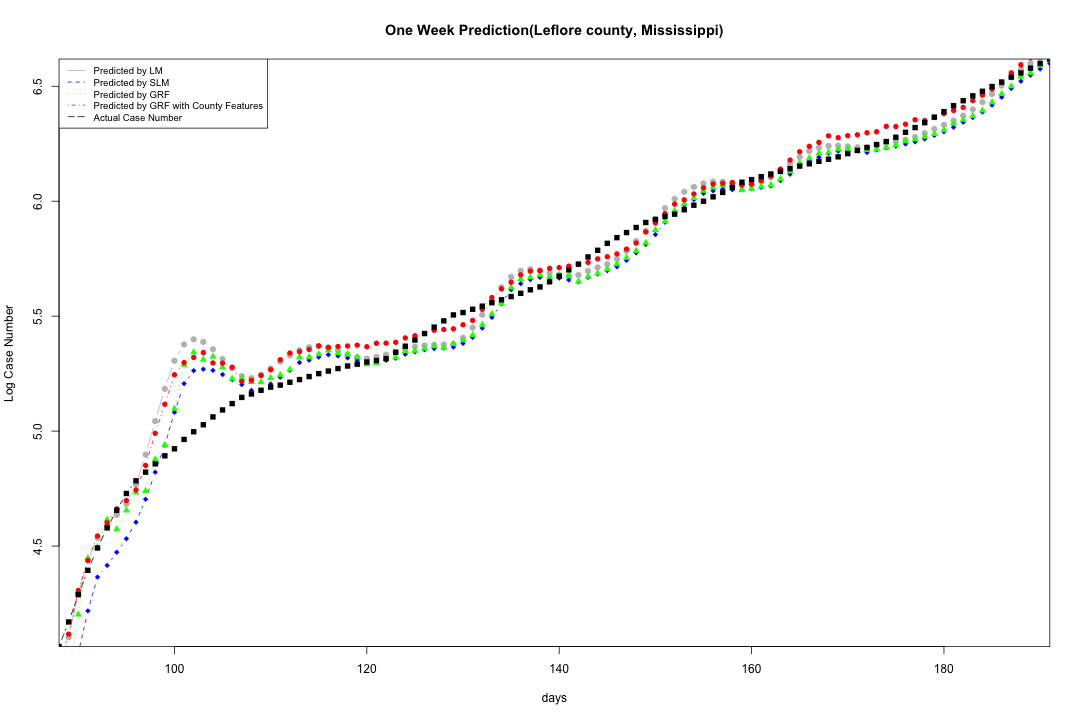 One Week Prediction(Leflore county, Mississippi)
Predicted by LM
Predicted by SLM
Predicted by GRF
Predicted by GRF with County Features
Actual Case Number
Log Case Number
6.5
6.0
5.5
5.0
4.5
100 120 140 160 180
days